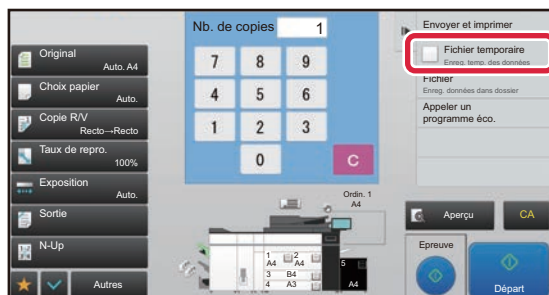 Nb. de copies 1
Original
Auto. A4
Choix papier
Auto.
Copie R/V
Recto→Recto
Taux de repro.
100%
Exposition
Auto.
Sortie
N-Up
Autres
7 8 9
4 5 6
1 2 3
0 C
Ordin. 1
A4
1 A4 2 A4
3 B4
4 A3
5 A4
Envoyer et imprimer
Fichier temporaire
Enreg. temp. des données
Fichier
Enreg. données dans dossier
Appeler un
programme éco.
Aperçu
CA
Epreuve
Départ